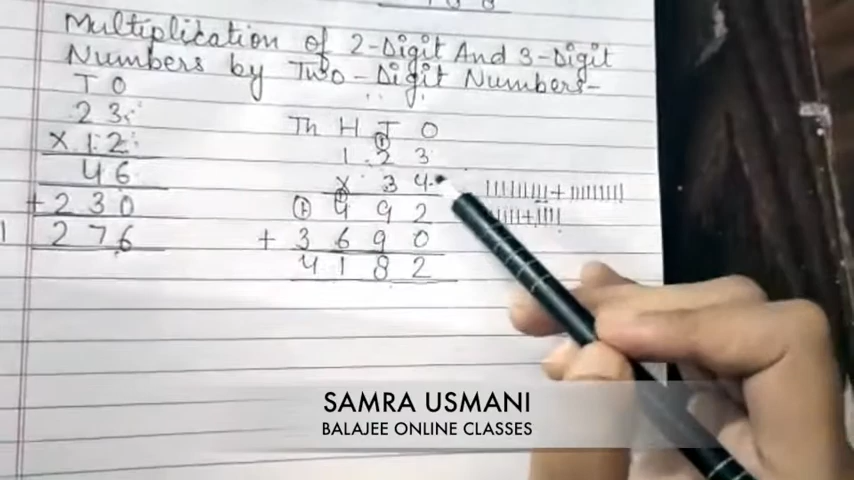 Multiplication of 2-Digit And 3-Digit
Numbers by Two-Digit Numbers-
T O
2 3
x 1 2
4 6
+ 2 3 0
2 7 6
Th H T O
1
1 2 3
x 3 4
1 4 9 2
+ 3 6 9 0
4 1 8 2
SAMRA USMANI
BALAJEE ONLINE CLASSES